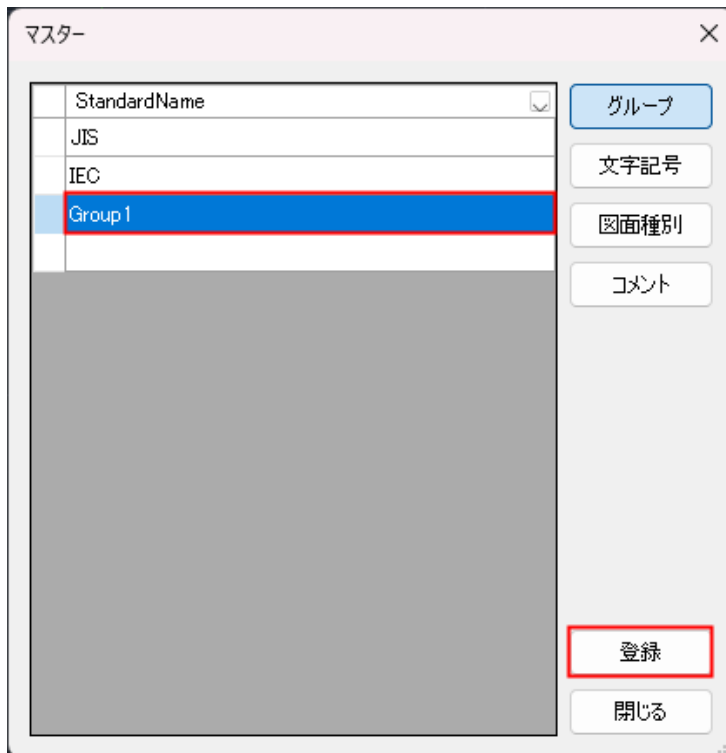 マスター
StandardName
JIS
IEC
Group1
グループ
文字記号
図面種別
コメント
登録
閉じる